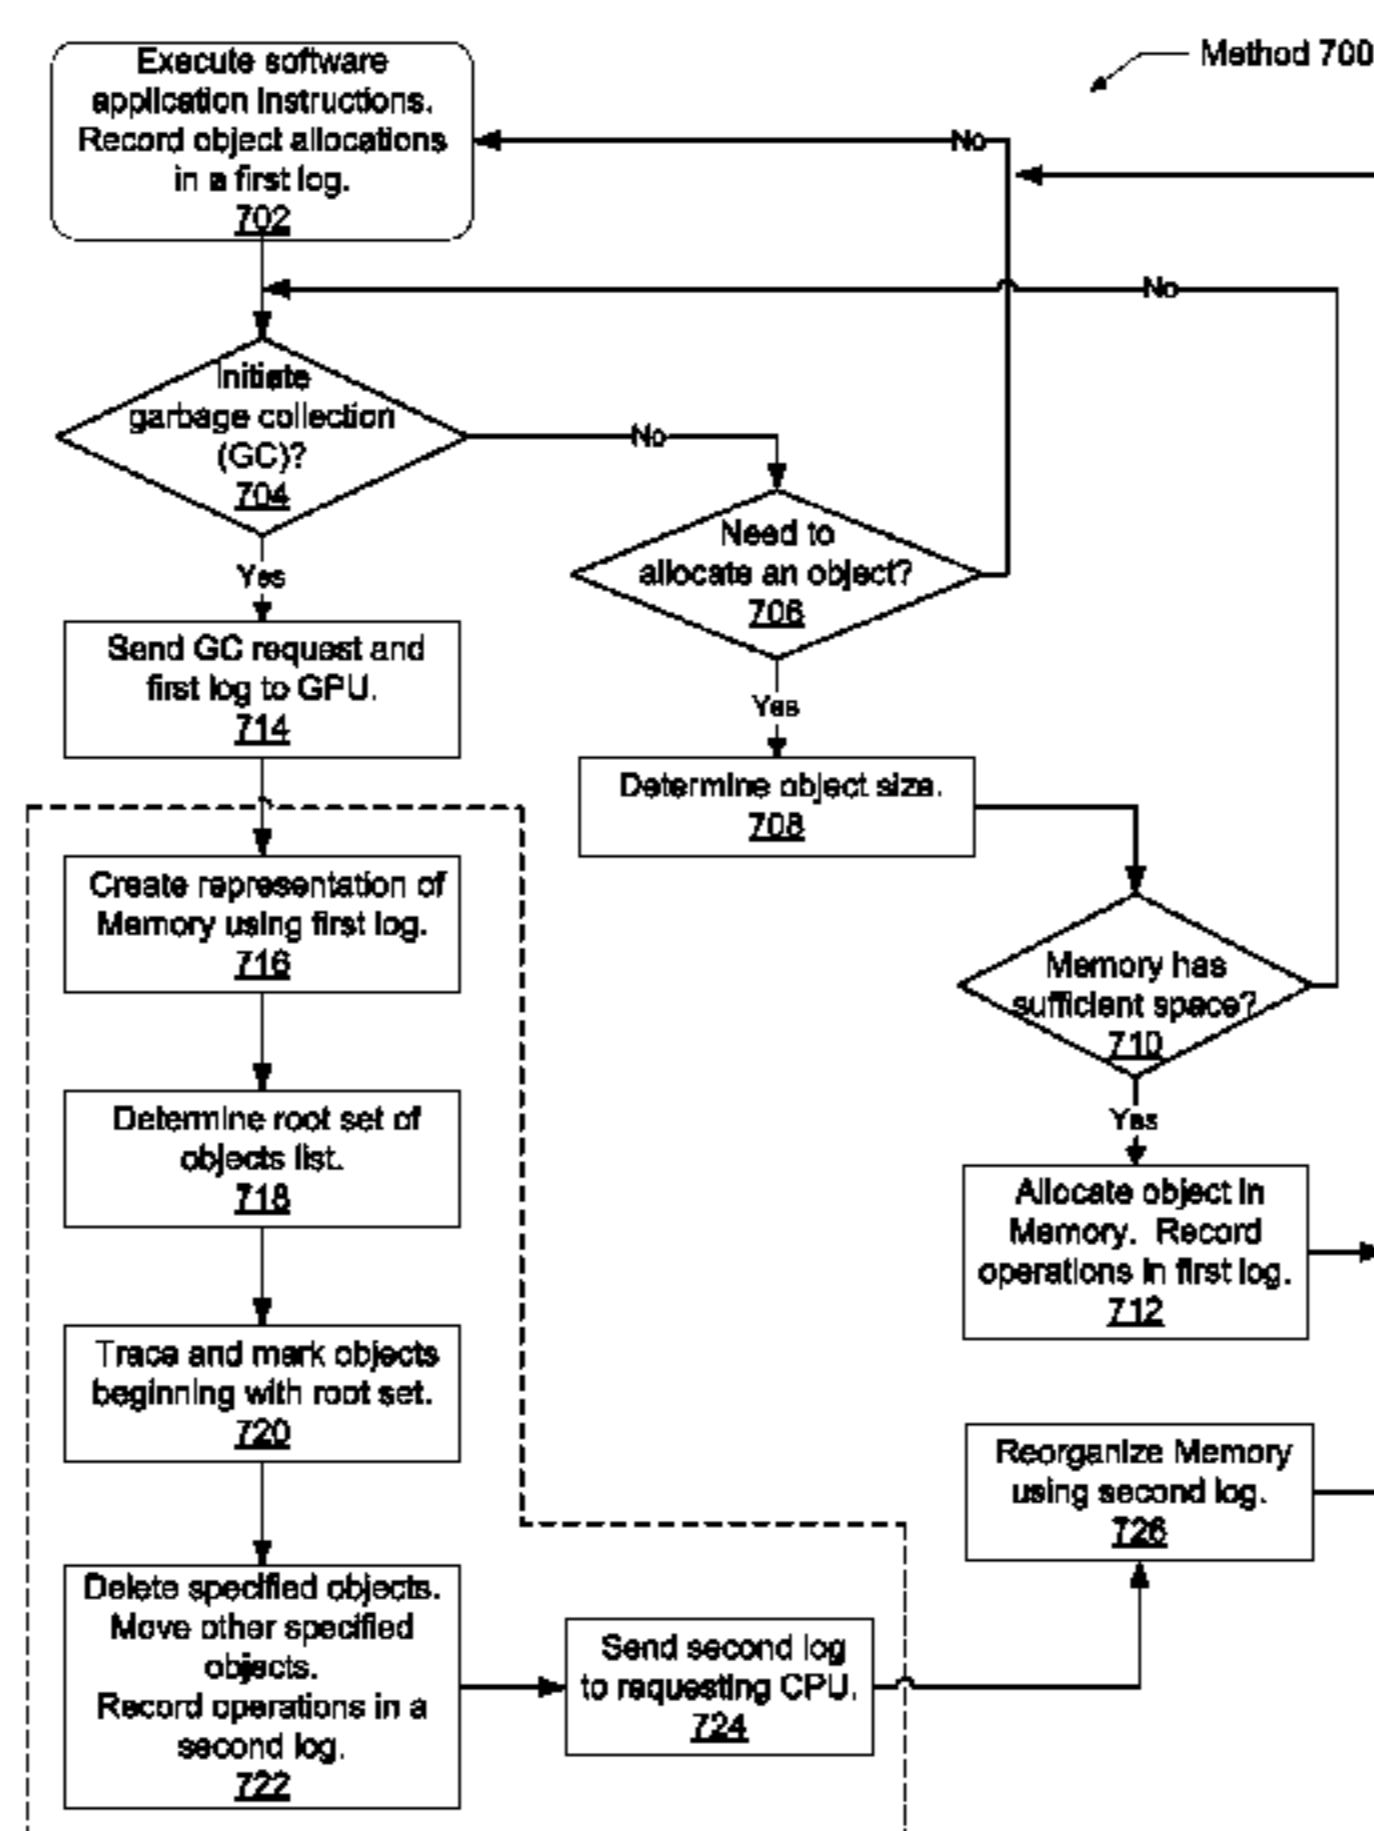 Execute software
application instructions.
Record object allocations
in a first log.
702
Method 700
No
No
Initiate
garbage collection
(GC)?
704
No
Need to
allocate an object?
706
Yes
Send GC request and
first log to GPU.
714
Yes
Determine object size.
708
Create representation of
Memory using first log.
716
Memory has
sufficient space?
710
Yes
Determine root set of
objects list.
718
Allocate object in
Memory. Record
operations in first log.
712
Trace and mark objects
beginning with root set.
720
Reorganize Memory
using second log.
726
Delete specified objects.
Move other specified
objects.
Record operations in a
second log.
722
Send second log
to requesting CPU.
724